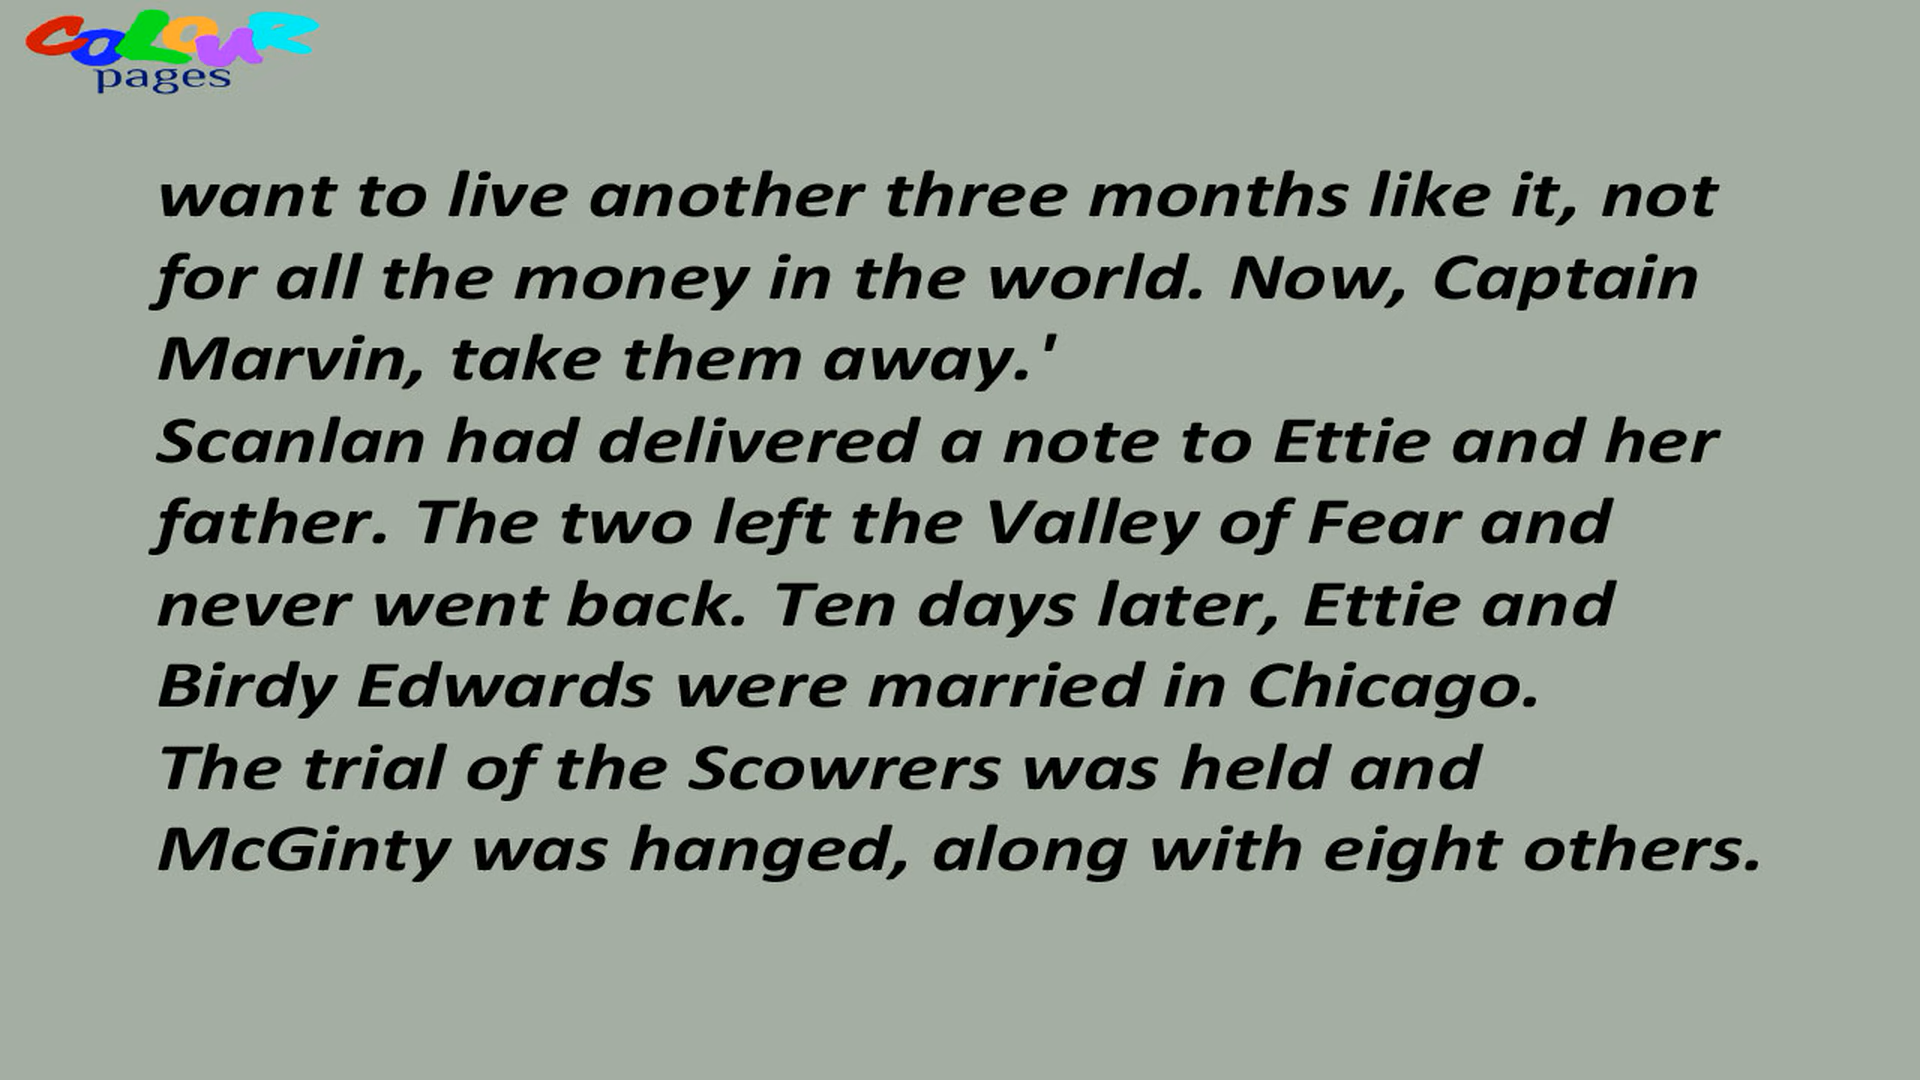 COLOUR
pages
want to live another three months like it, not
for all the money in the world. Now, Captain
Marvin, take them away.'
Scanlan had delivered a note to Ettie and her
father. The two left the Valley of Fear and
never went back. Ten days later, Ettie and
Birdy Edwards were married in Chicago.
The trial of the Scowrers was held and
McGinty was hanged, along with eight others.